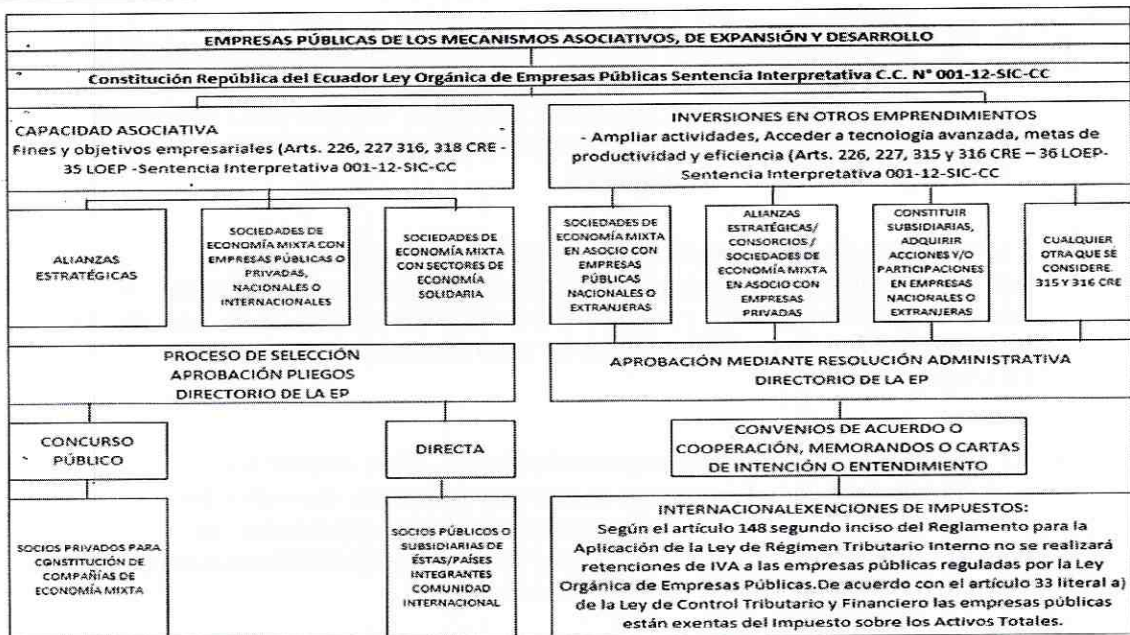 EMPRESAS PÚBLICAS DE LOS MECANISMOS ASOCIATIVOS, DE EXPANSIÓN Y DESARROLLO
Constitución República del Ecuador Ley Orgánica de Empresas Públicas Sentencia Interpretativa C.C. N° 001-12-SIC-CC
CAPACIDAD ASOCIATIVA
Fines y objetivos empresariales (Arts. 226, 227 316, 318 CRE -
35 LOEP -Sentencia Interpretativa 001-12-SIC-CC
INVERSIONES EN OTROS EMPRENDIMIENTOS
- Ampliar actividades, Acceder a tecnología avanzada, metas de
productividad y eficiencia (Arts. 226, 227, 315 y 316 CRE – 36 LOEP-
Sentencia Interpretativa 001-12-SIC-CC
ALIANZAS
ESTRATÉGICAS
SOCIEDADES DE
ECONOMÍA MIXTA CON
EMPRESAS PÚBLICAS O
PRIVADAS,
NACIONALES O
INTERNACIONALES
SOCIEDADES DE
ECONOMÍA MIXTA
CON SECTORES DE
ECONOMÍA
SOLIDARIA
SOCIEDADES DE
ECONOMÍA MIXTA
EN ASOCIO CON
EMPRESAS
PÚBLICAS
NACIONALES O
EXTRANJERAS
ALIANZAS
ESTRATÉGICAS/
CONSORCIOS /
SOCIEDADES DE
ECONOMÍA MIXTA
EN ASOCIO CON
EMPRESAS
PRIVADAS
CONSTITUIR
SUBSIDIARIAS,
ADQUIRIR
ACCIONES Y/O
PARTICIPACIONES
EN EMPRESAS
NACIONALES O
EXTRANJERAS
CUALQUIER
OTRA QUE SÉ
CONSIDERE.
315 Y 316 CRE
PROCESO DE SELECCIÓN
APROBACIÓN PLIEGOS
DIRECTORIO DE LA EP
APROBACIÓN MEDIANTE RESOLUCIÓN ADMINISTRATIVA
DIRECTORIO DE LA EP
CONCURSO
PÚBLICO
DIRECTA
CONVENIOS DE ACUERDO O
COOPERACIÓN, MEMORANDOS O CARTAS
DE INTENCIÓN O ENTENDIMIENTO
SOCIOS PRIVADOS PARA
CONSTITUCIÓN DE
COMPAÑÍAS DE
ECONOMÍA MIXTA
SOCIOS PÚBLICOS O
SUBSIDIARIAS DE
ÉSTAS/PAÍSES
INTEGRANTES
COMUNIDAD
INTERNACIONAL
INTERNACIONALEXENCIONES DE IMPUESTOS:
Según el artículo 148 segundo inciso del Reglamento para la
Aplicación de la Ley de Régimen Tributario Interno no se realizará
retenciones de IVA a las empresas públicas reguladas por la Ley
Orgánica de Empresas Públicas.De acuerdo con el artículo 33 literal a)
de la Ley de Control Tributario y Financiero las empresas públicas
están exentas del Impuesto sobre los Activos Totales.